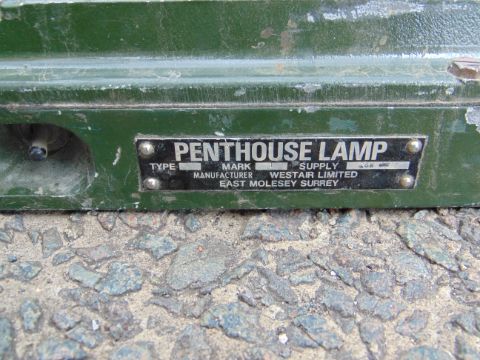 PENTHOUSE LAMP
TYPE MARK SUPPLY
MANUFACTURER WESTAIR LIMITED
EAST MOLESEY SURREY